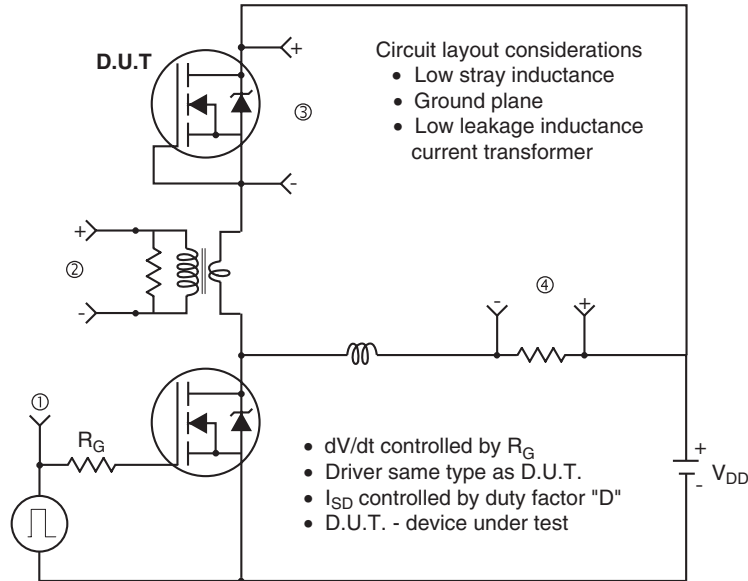 D.U.T
+
③
-
Circuit layout considerations
• Low stray inductance
• Ground plane
• Low leakage inductance
current transformer
+
②
-
④
-
+
①
R_G
• dV/dt controlled by R_G
• Driver same type as D.U.T.
• I_SD controlled by duty factor "D"
• D.U.T. - device under test
+
-
V_DD